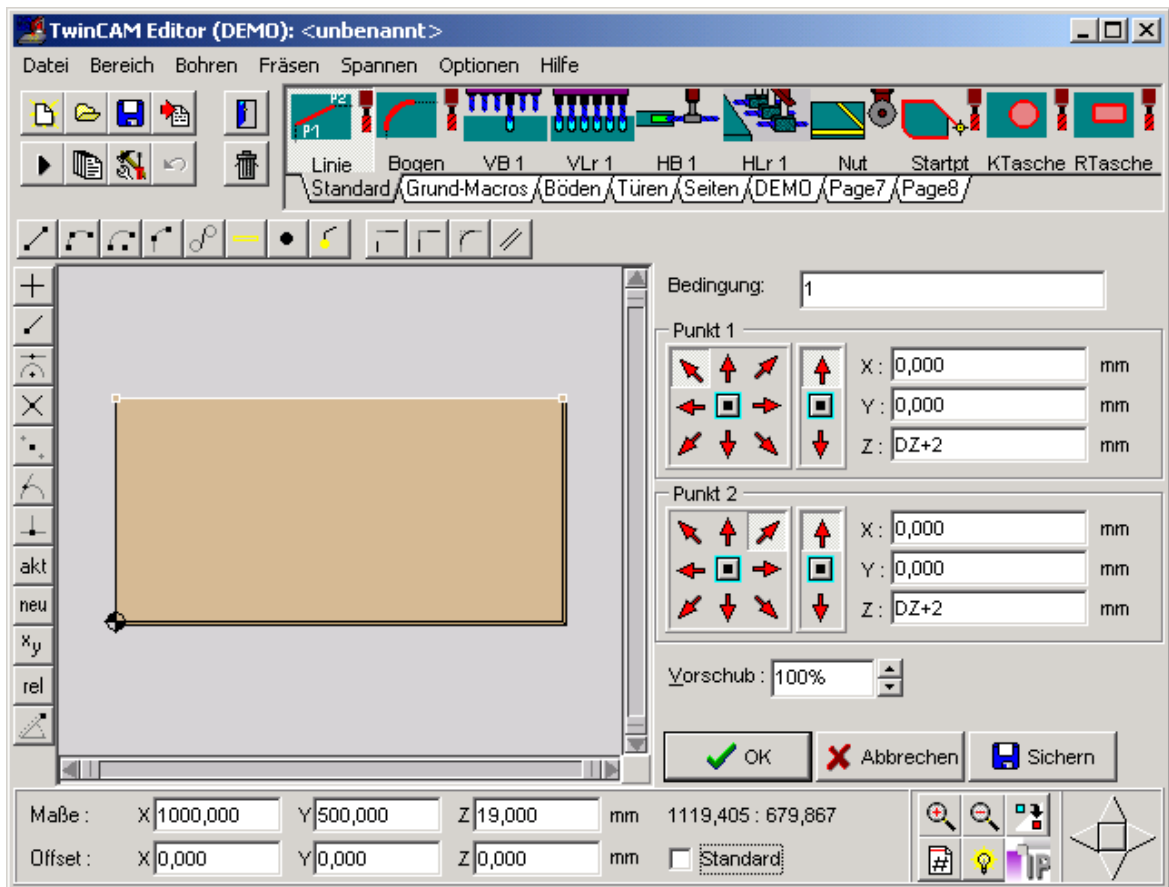 TwinCAM Editor (DEMO): <unbenannt>
Datei Bereich Bohren Fräsen Spannen Optionen Hilfe
P2
P1
Linie Bogen VB 1 VLr 1 HB 1 HLr 1 Nut Startpt KTasche RTasche
Standard Grund-Macros Böden Türen Seiten DEMO Page7 Page8
Bedingung: 1
Punkt 1
X : 0,000 mm
Y : 0,000 mm
Z : DZ+2 mm
Punkt 2
X : 0,000 mm
Y : 0,000 mm
Z : DZ+2 mm
akt
neu
xy
rel
Vorschub : 100%
OK Abbrechen Sichern
Maße : X 1000,000 Y 500,000 Z 19,000 mm 1119,405 : 679,867
Offset : X 0,000 Y 0,000 Z 0,000 mm Standard
#
IP